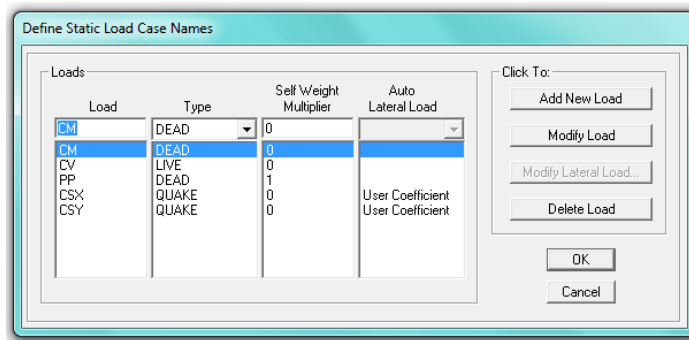 Define Static Load Case Names
Loads
Click To:
Load Type Self Weight Multiplier Auto Lateral Load
CM DEAD 0
CM DEAD 0
CV LIVE 0
PP DEAD 1
CSX QUAKE 0 User Coefficient
CSY QUAKE 0 User Coefficient
Add New Load
Modify Load
Modify Lateral Load...
Delete Load
OK
Cancel